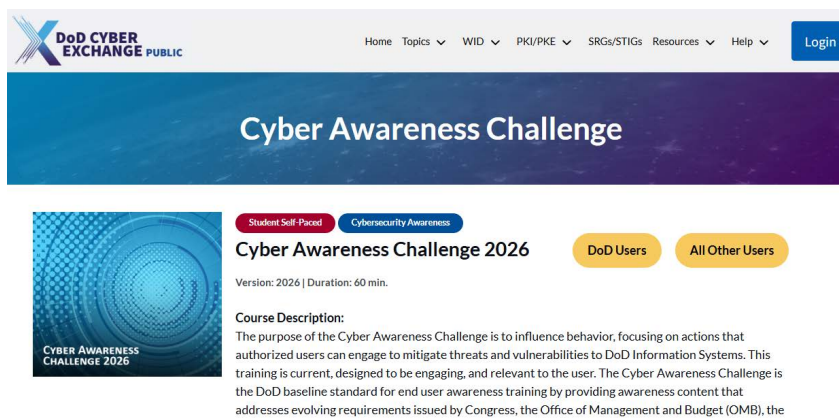 DoD CYBER
EXCHANGE PUBLIC
Home Topics WID PKI/PKE SRGs/STIGs Resources Help Login
Cyber Awareness Challenge
Student Self-Paced Cybersecurity Awareness
Cyber Awareness Challenge 2026 DoD Users All Other Users
Version: 2026 | Duration: 60 min.
CYBER AWARENESS
CHALLENGE 2026
Course Description:
The purpose of the Cyber Awareness Challenge is to influence behavior, focusing on actions that
authorized users can engage to mitigate threats and vulnerabilities to DoD Information Systems. This
training is current, designed to be engaging, and relevant to the user. The Cyber Awareness Challenge is
the DoD baseline standard for end user awareness training by providing awareness content that
addresses evolving requirements issued by Congress, the Office of Management and Budget (OMB), the